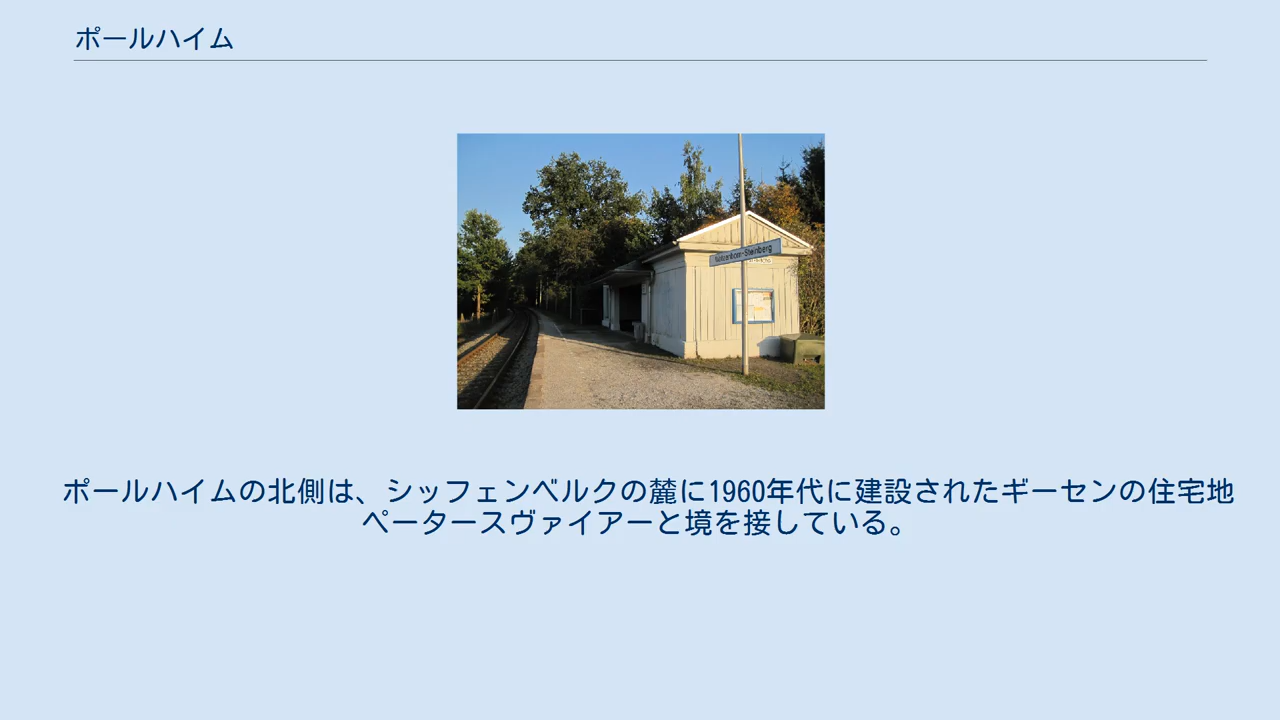 ポールハイム
Watzenborn-Steinberg
ポールハイムの北側は、シッフェンベルクの麓に1960年代に建設されたギーセンの住宅地
ペータースヴァイアーと境を接している。